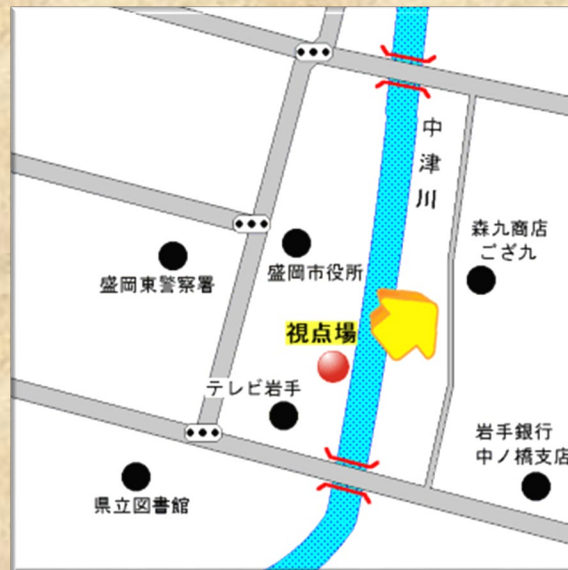 中津川
森九商店
ござ九
盛岡市役所
盛岡東警察署
視点場
テレビ岩手
岩手銀行
中ノ橋支店
県立図書館